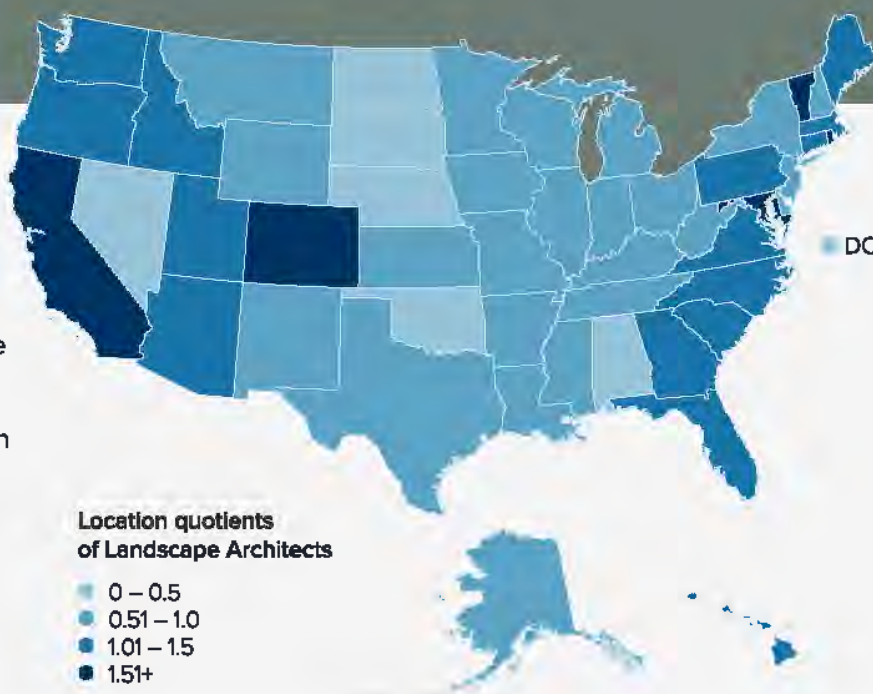 DC
Location quotients
of Landscape Architects
0 – 0.5
0.51 – 1.0
1.01 – 1.5
1.51+